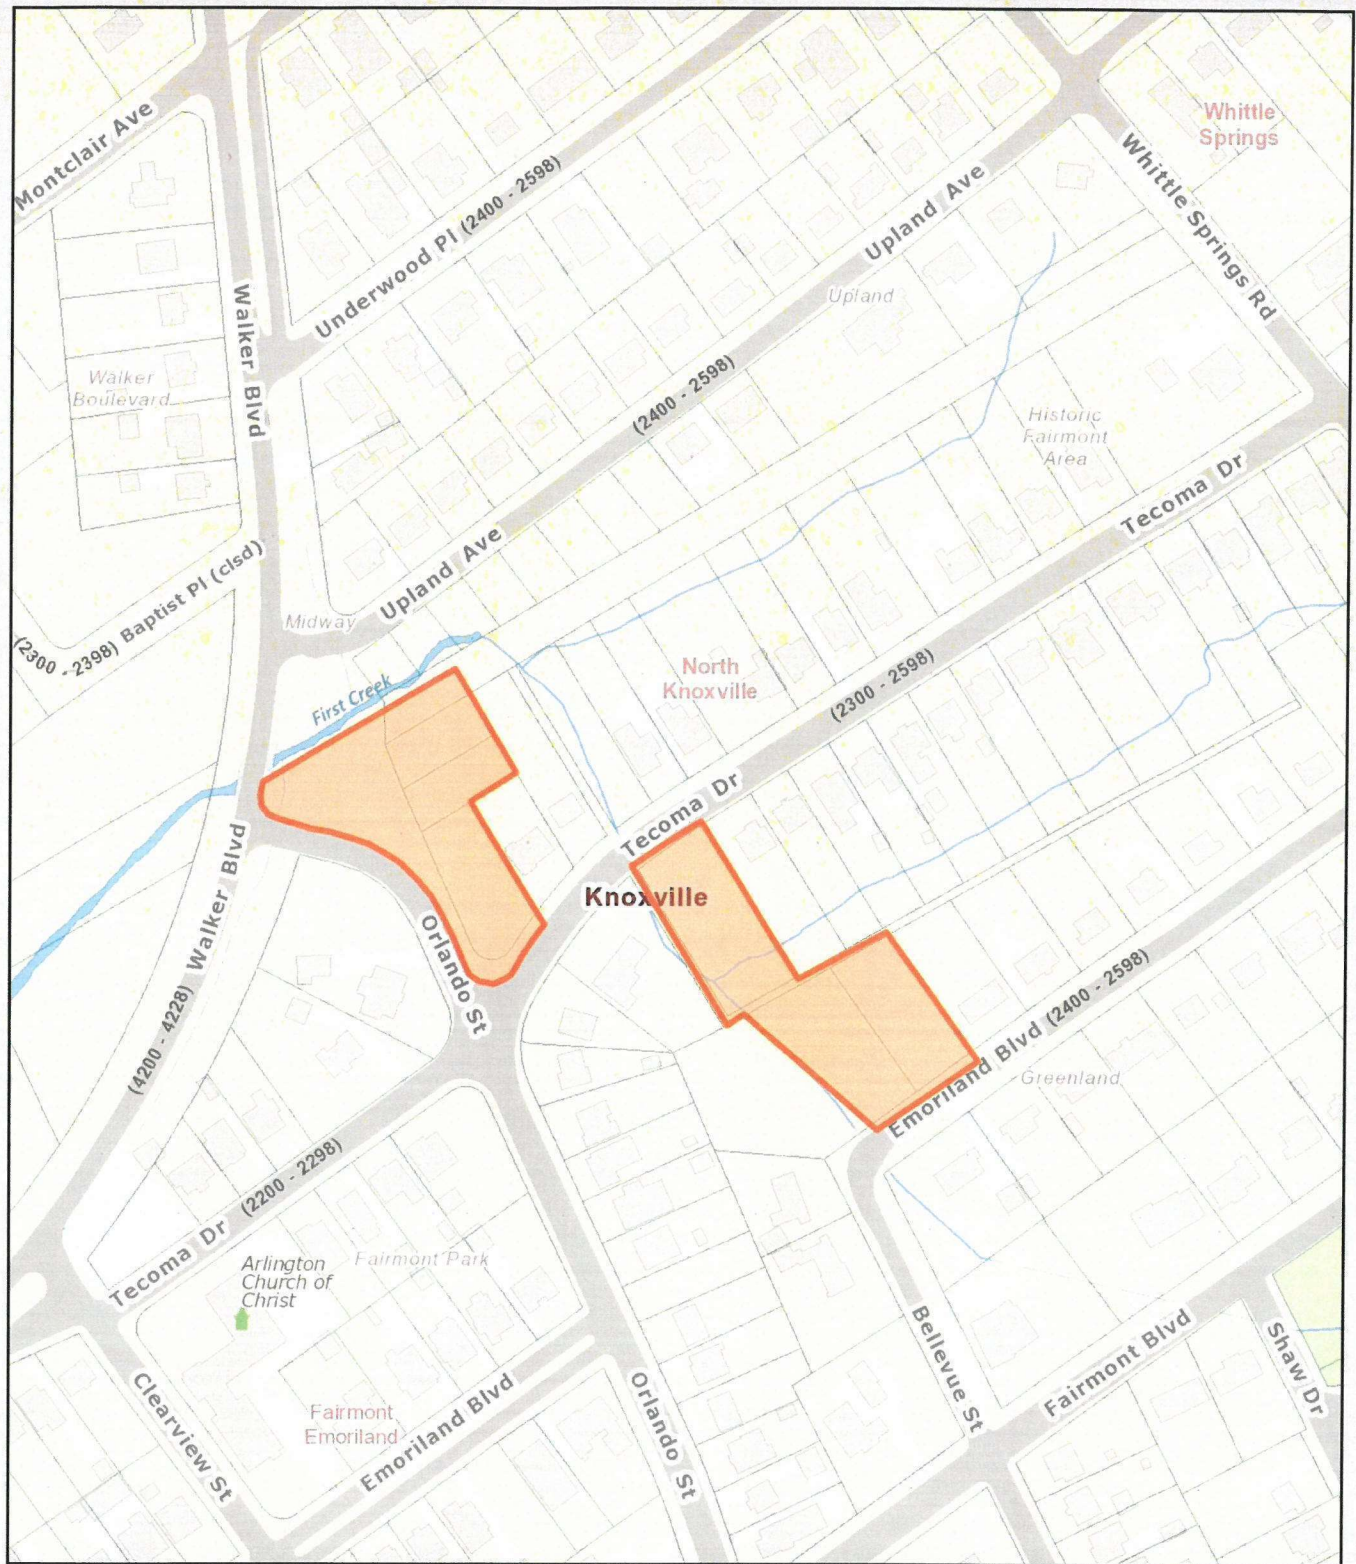 Montclair Ave
Whittle
Springs
Underwood Pl (2400 - 2598)
Whittle Springs Rd
Upland Ave
Walker Blvd
Upland
(2400 - 2598)
Walker
Boulevard
Historic
Fairmont
Area
Tecoma Dr
Upland Ave
(2300 - 2398) Baptist Pl (clsd)
Midway
First Creek
North
Knoxville
(2300 - 2598)
Tecoma Dr
Knoxville
(4200 - 4228) Walker Blvd
Orlando St
Emoriland Blvd (2400 - 2598)
Greenland
(2200 - 2298)
Tecoma Dr
Arlington
Church of
Christ
Fairmont Park
Bellevue St
Fairmont Blvd
Shaw Dr
Clearview St
Fairmont
Emoriland
Emoriland Blvd
Orlando St